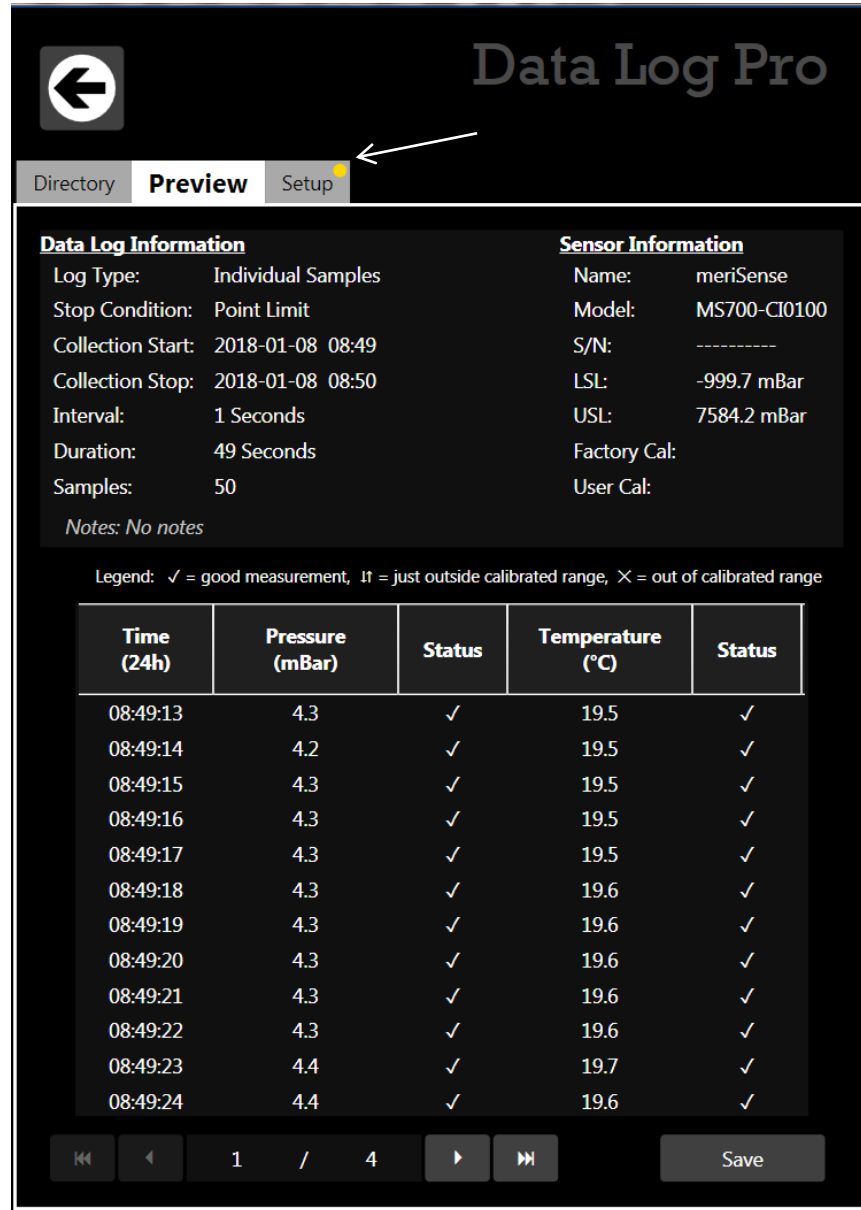 Data Log Pro
Directory Preview Setup
Data Log Information Sensor Information
Log Type: Individual Samples Name: meriSense
Stop Condition: Point Limit Model: MS700-CI0100
Collection Start: 2018-01-08 08:49 S/N: ----------
Collection Stop: 2018-01-08 08:50 LSL: -999.7 mBar
Interval: 1 Seconds USL: 7584.2 mBar
Duration: 49 Seconds Factory Cal:
Samples: 50 User Cal:
Notes: No notes
Legend: ✓ = good measurement, ↓↑ = just outside calibrated range, ✕ = out of calibrated range
Time Pressure Status Temperature Status
(24h) (mBar) (°C)
08:49:13 4.3 ✓ 19.5 ✓
08:49:14 4.2 ✓ 19.5 ✓
08:49:15 4.3 ✓ 19.5 ✓
08:49:16 4.3 ✓ 19.5 ✓
08:49:17 4.3 ✓ 19.5 ✓
08:49:18 4.3 ✓ 19.6 ✓
08:49:19 4.3 ✓ 19.6 ✓
08:49:20 4.3 ✓ 19.6 ✓
08:49:21 4.3 ✓ 19.6 ✓
08:49:22 4.3 ✓ 19.6 ✓
08:49:23 4.4 ✓ 19.7 ✓
08:49:24 4.4 ✓ 19.6 ✓
1 / 4 Save